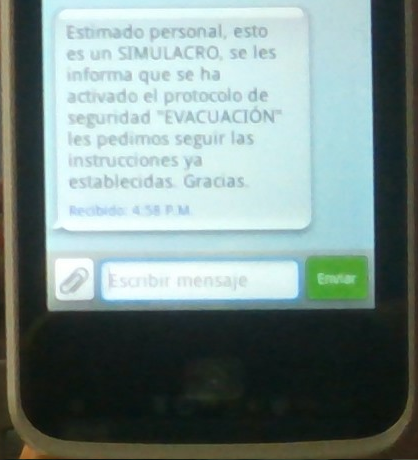 Estimado personal, esto
es un SIMULACRO, se les
informa que se ha
activado el protocolo de
seguridad "EVACUACIÓN"
les pedimos seguir las
instrucciones ya
establecidas. Gracias.
Recibido: 4:58 P.M.
Escribir mensaje
Enviar